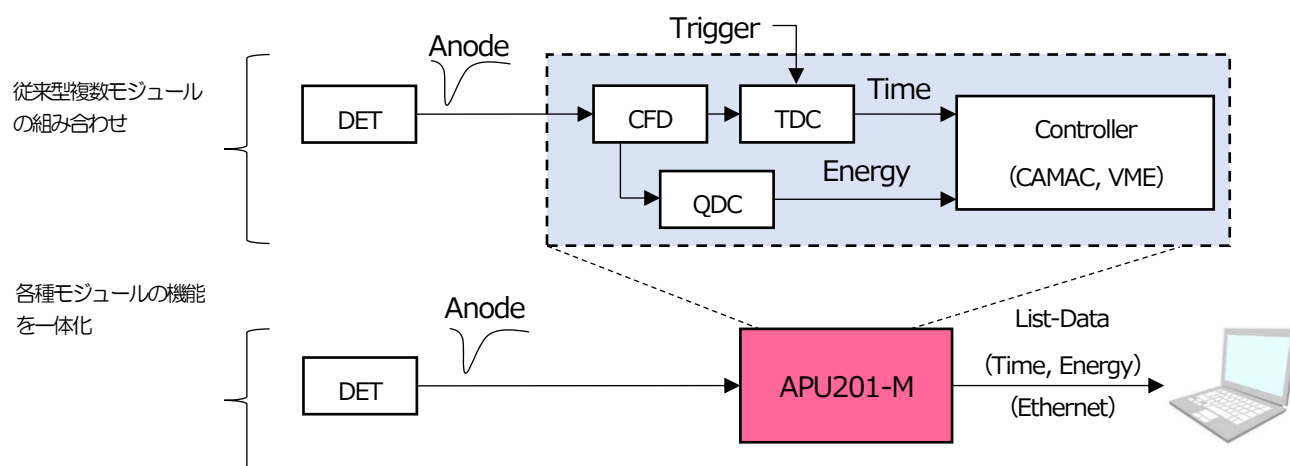 Trigger
Anode
従来型複数モジュール
の組み合わせ
DET
CFD
TDC
Time
Controller
(CAMAC, VME)
Energy
QDC
各種モジュールの機能
を一体化
Anode
List-Data
DET
APU201-M
(Time, Energy)
(Ethernet)